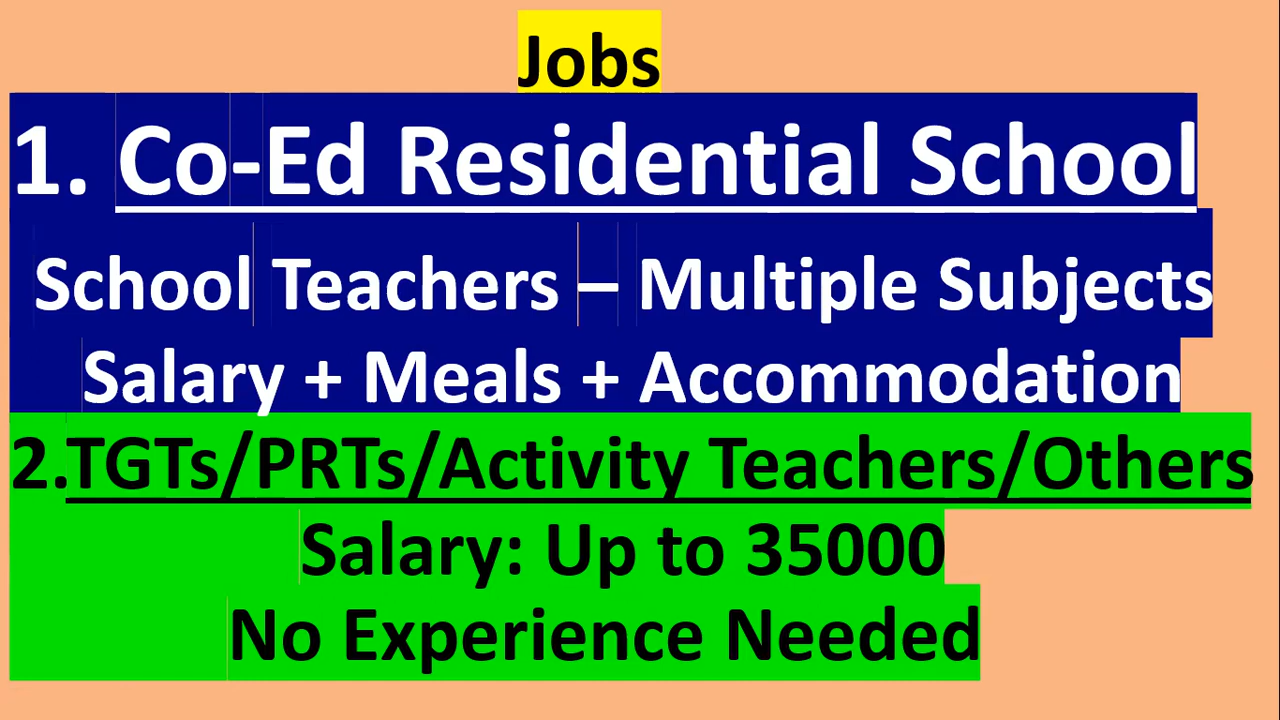 Jobs
1. Co-Ed Residential School
School Teachers – Multiple Subjects
Salary + Meals + Accommodation
2.TGTs/PRTs/Activity Teachers/Others
Salary: Up to 35000
No Experience Needed